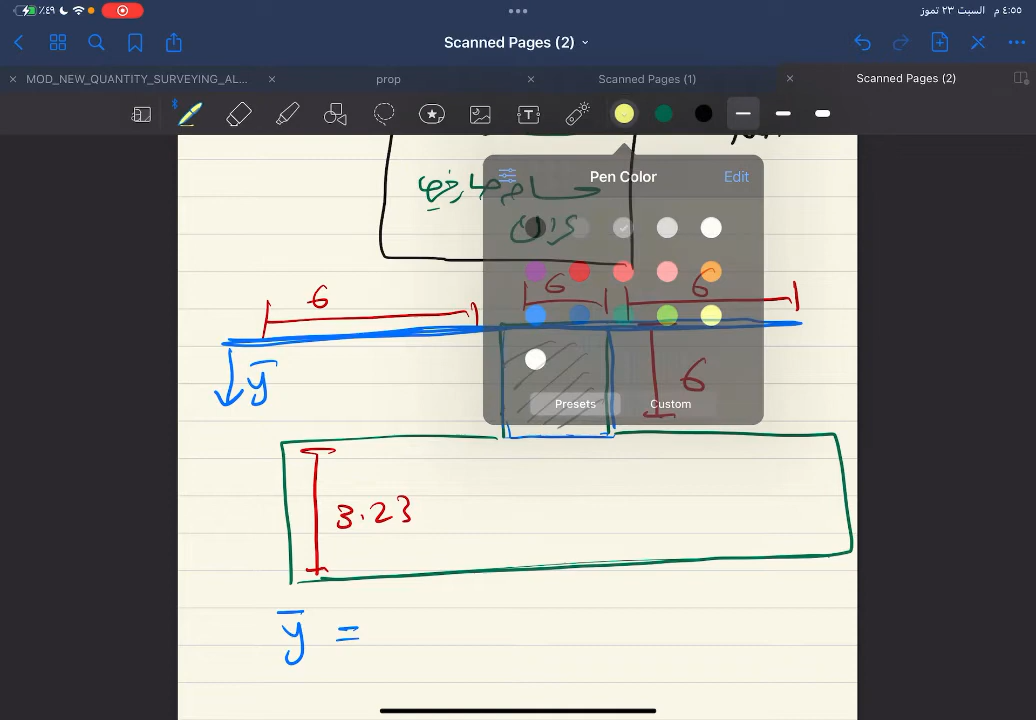 ٤:٥٥ م السبت ٢٣ تموز
٪٤٩
Scanned Pages (2)
MOD_NEW_QUANTITY_SURVEYING_AL...
prop
Scanned Pages (1)
Scanned Pages (2)
T
Pen Color
Edit
6
6
6
y̅
6
Presets
Custom
3.23
y̅ =